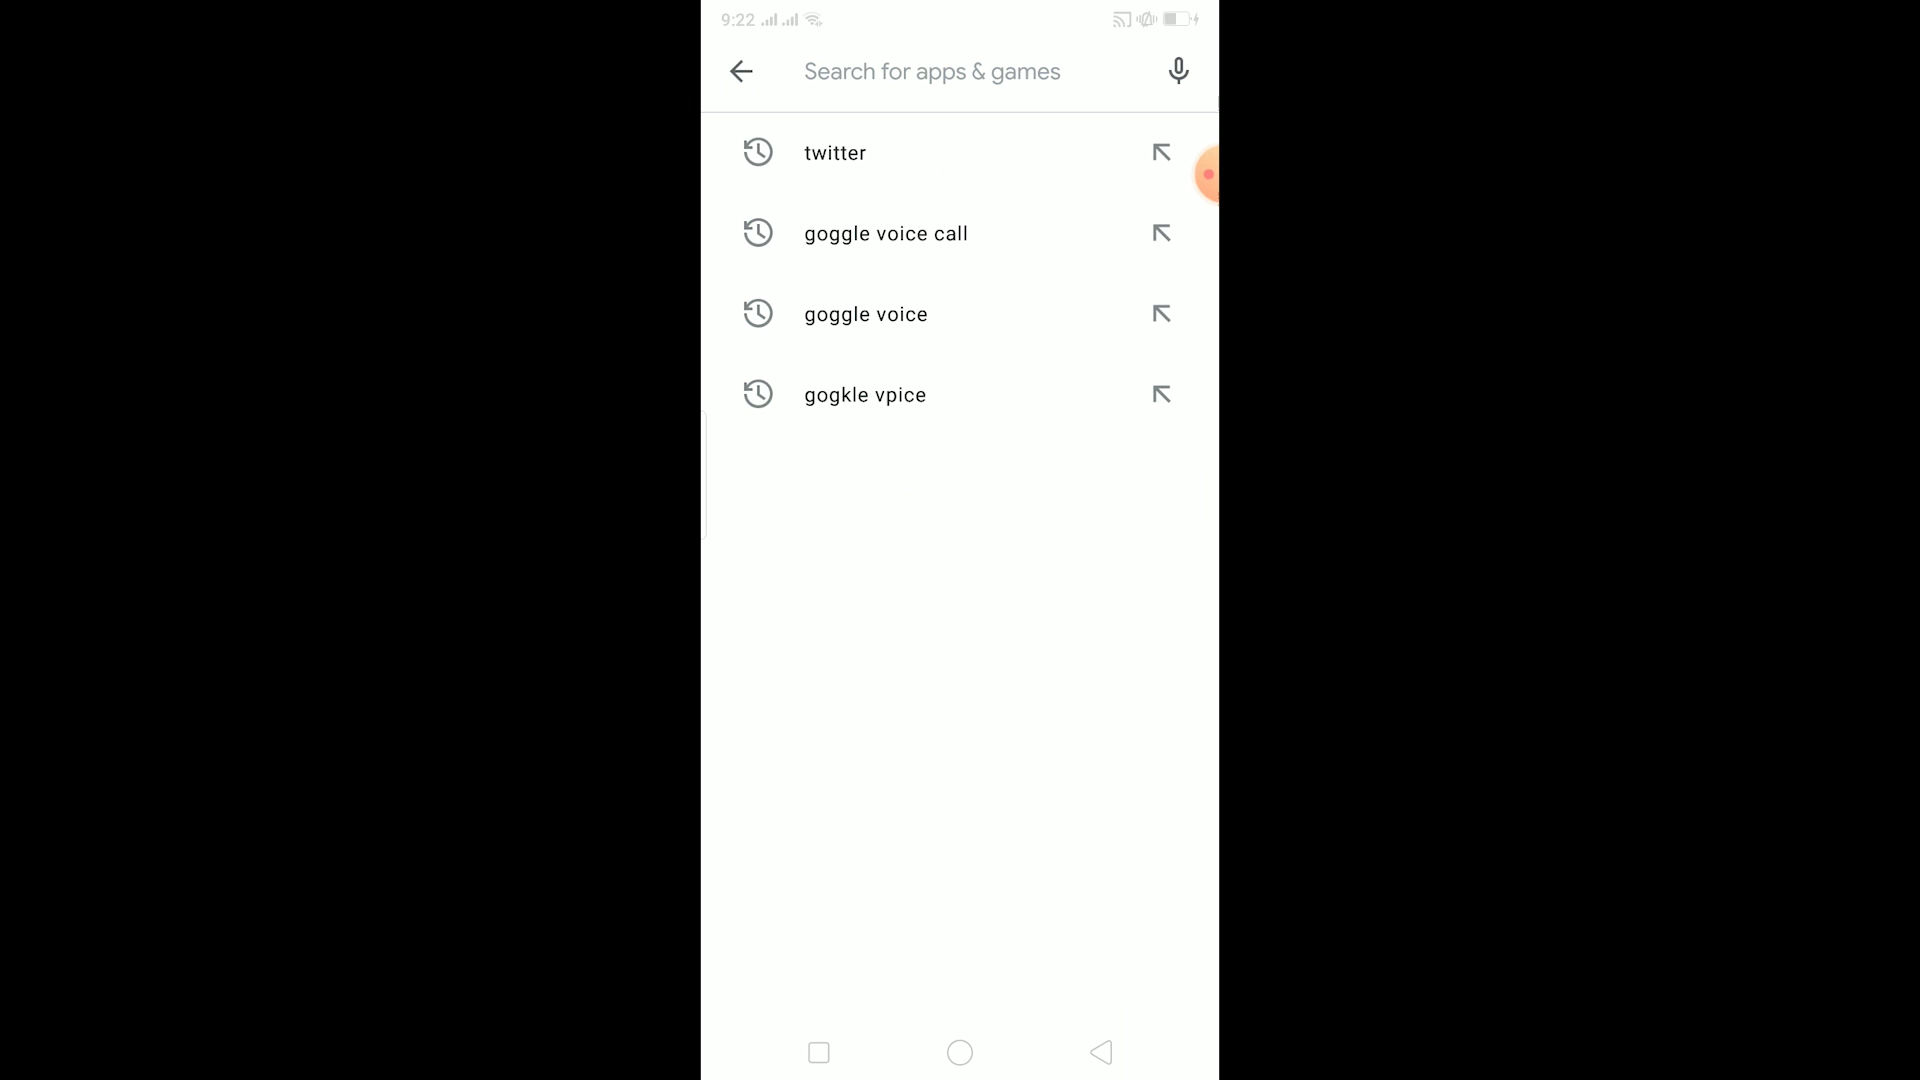 9:22
Search for apps & games
twitter
goggle voice call
goggle voice
gogkle vpice